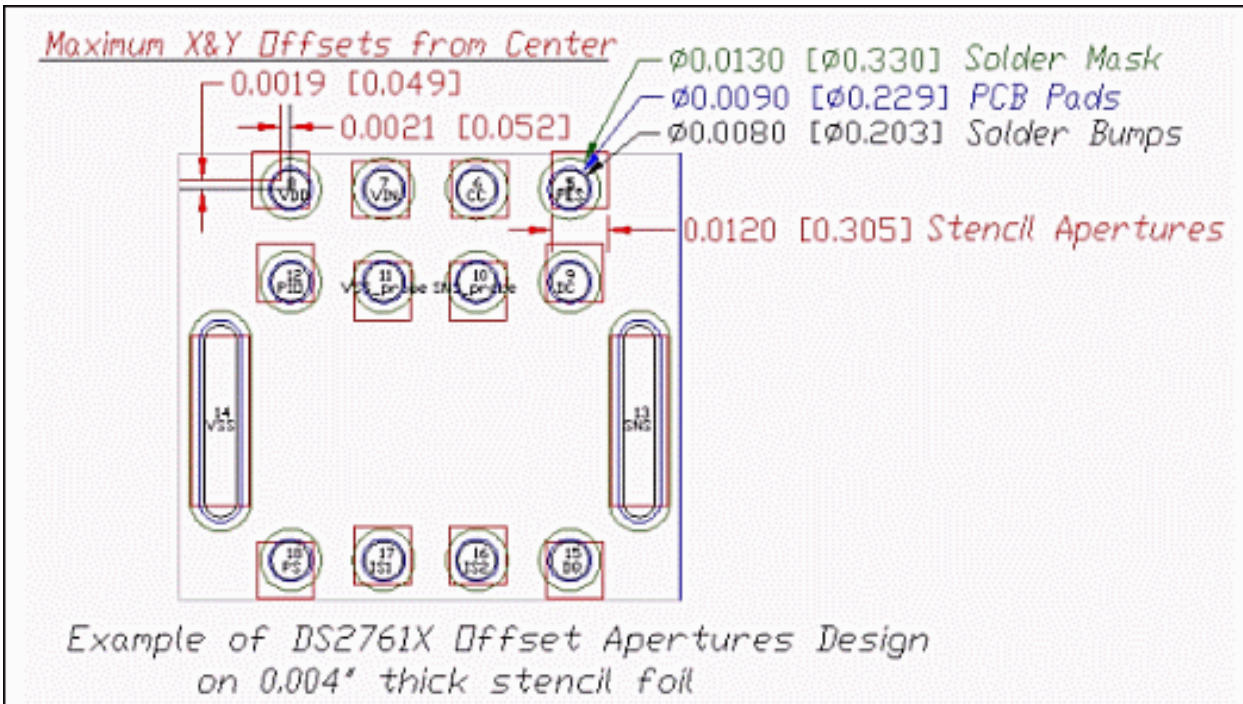 Maximum X&Y Offsets from Center
0.0019 [0.049]
0.0021 [0.052]
Ø0.0130 [Ø0.330] Solder Mask
Ø0.0090 [Ø0.229] PCB Pads
Ø0.0080 [Ø0.203] Solder Bumps
8 VDD
7 VIN
6 CC
5 PLS
0.0120 [0.305] Stencil Apertures
12 PIO
11 VSS_probe
10 SNS_probe
9 DC
14 VSS
13 SNS
18 PS
17 IS1
16 IS2
15 DQ
Example of DS2761X Offset Apertures Design
on 0.004" thick stencil foil